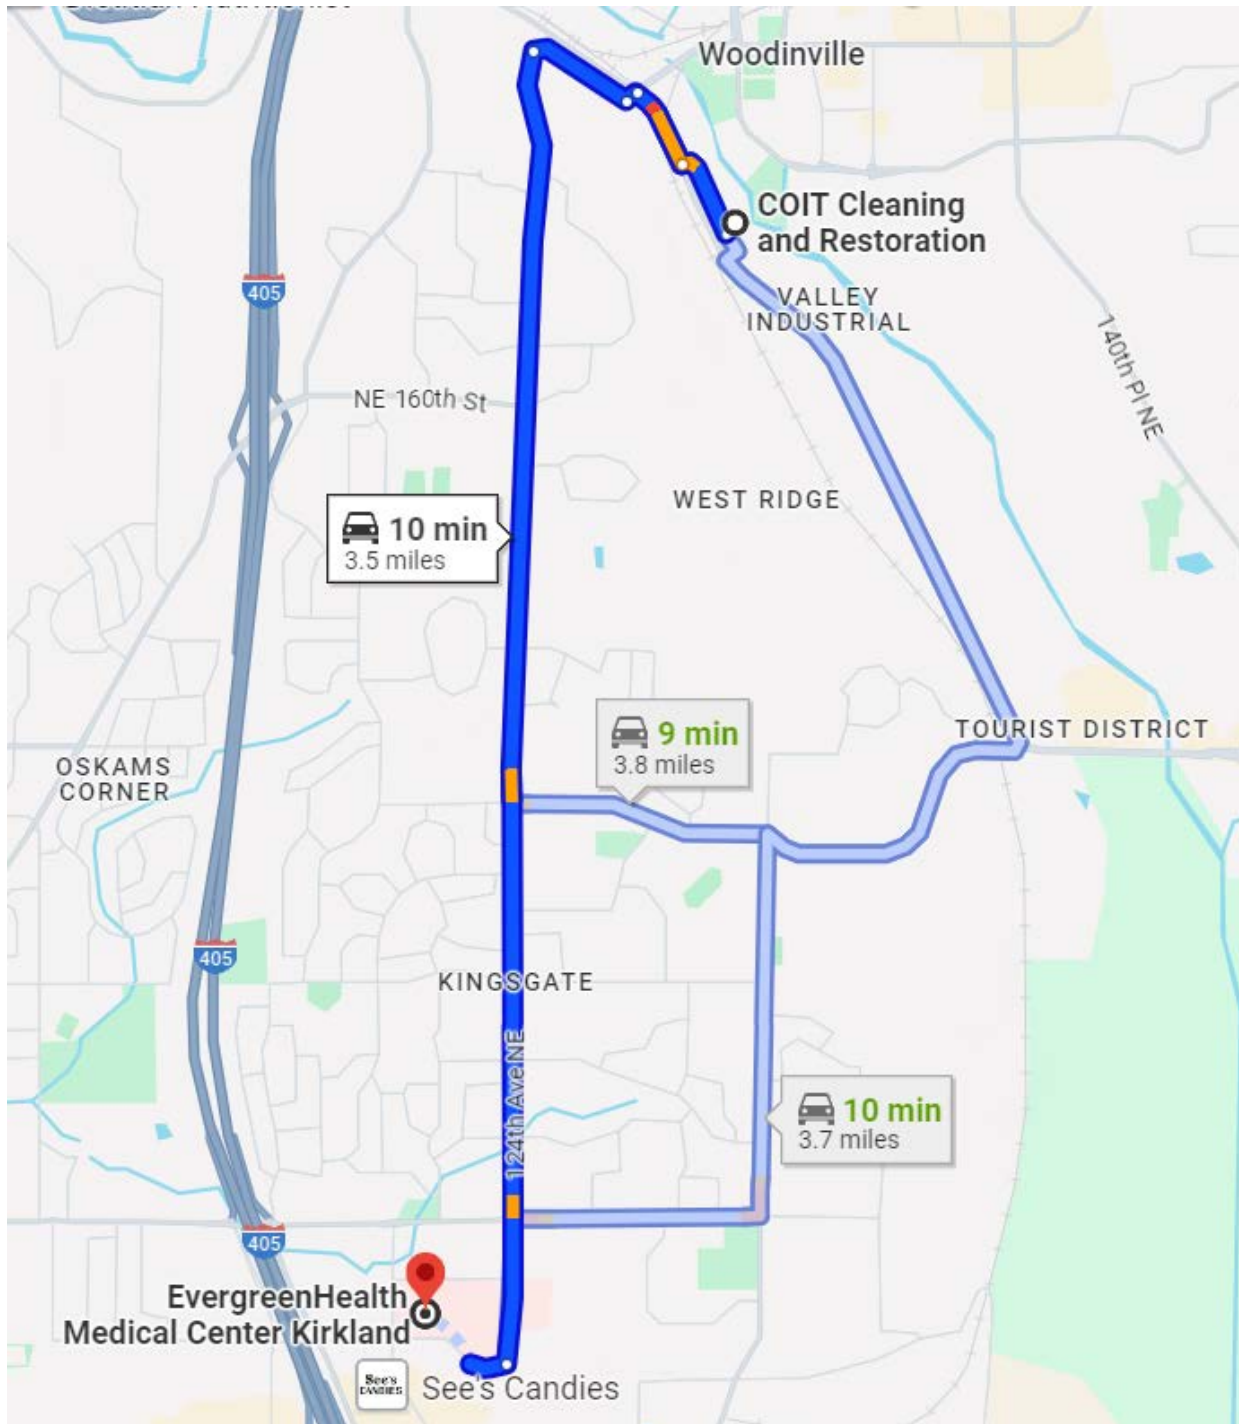 Woodinville
COIT Cleaning
and Restoration
405
VALLEY
INDUSTRIAL
140th Pl NE
NE 160th St
WEST RIDGE
10 min
3.5 miles
TOURIST DISTRICT
9 min
3.8 miles
OSKAMS
CORNER
405
KINGSGATE
124th Ave NE
10 min
3.7 miles
405
EvergreenHealth
Medical Center Kirkland
See's
CANDIES
See's Candies